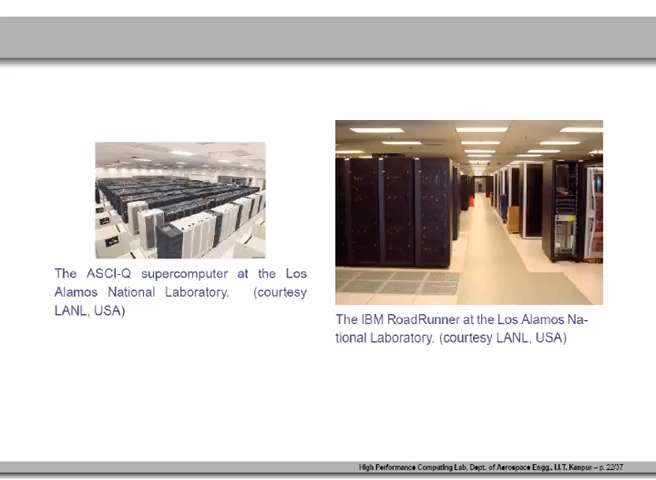 The ASCI-Q supercomputer at the Los
Alamos National Laboratory. (courtesy
LANL, USA)
The IBM RoadRunner at the Los Alamos Na-
tional Laboratory. (courtesy LANL, USA)
High Performance Computing Lab, Dept. of Aerospace Engg., I.I.T. Kanpur – p. 22/37